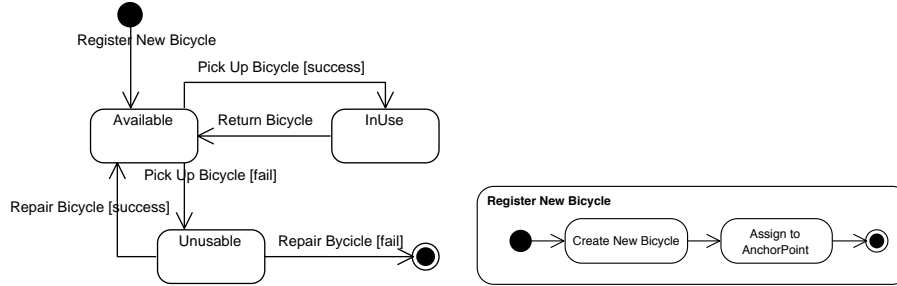 Register New Bicycle
Pick Up Bicycle [success]
Available
Return Bicycle
InUse
Pick Up Bicycle [fail]
Repair Bicycle [success]
Unusable
Repair Bycicle [fail]
Register New Bicycle
Create New Bicycle
Assign to
AnchorPoint